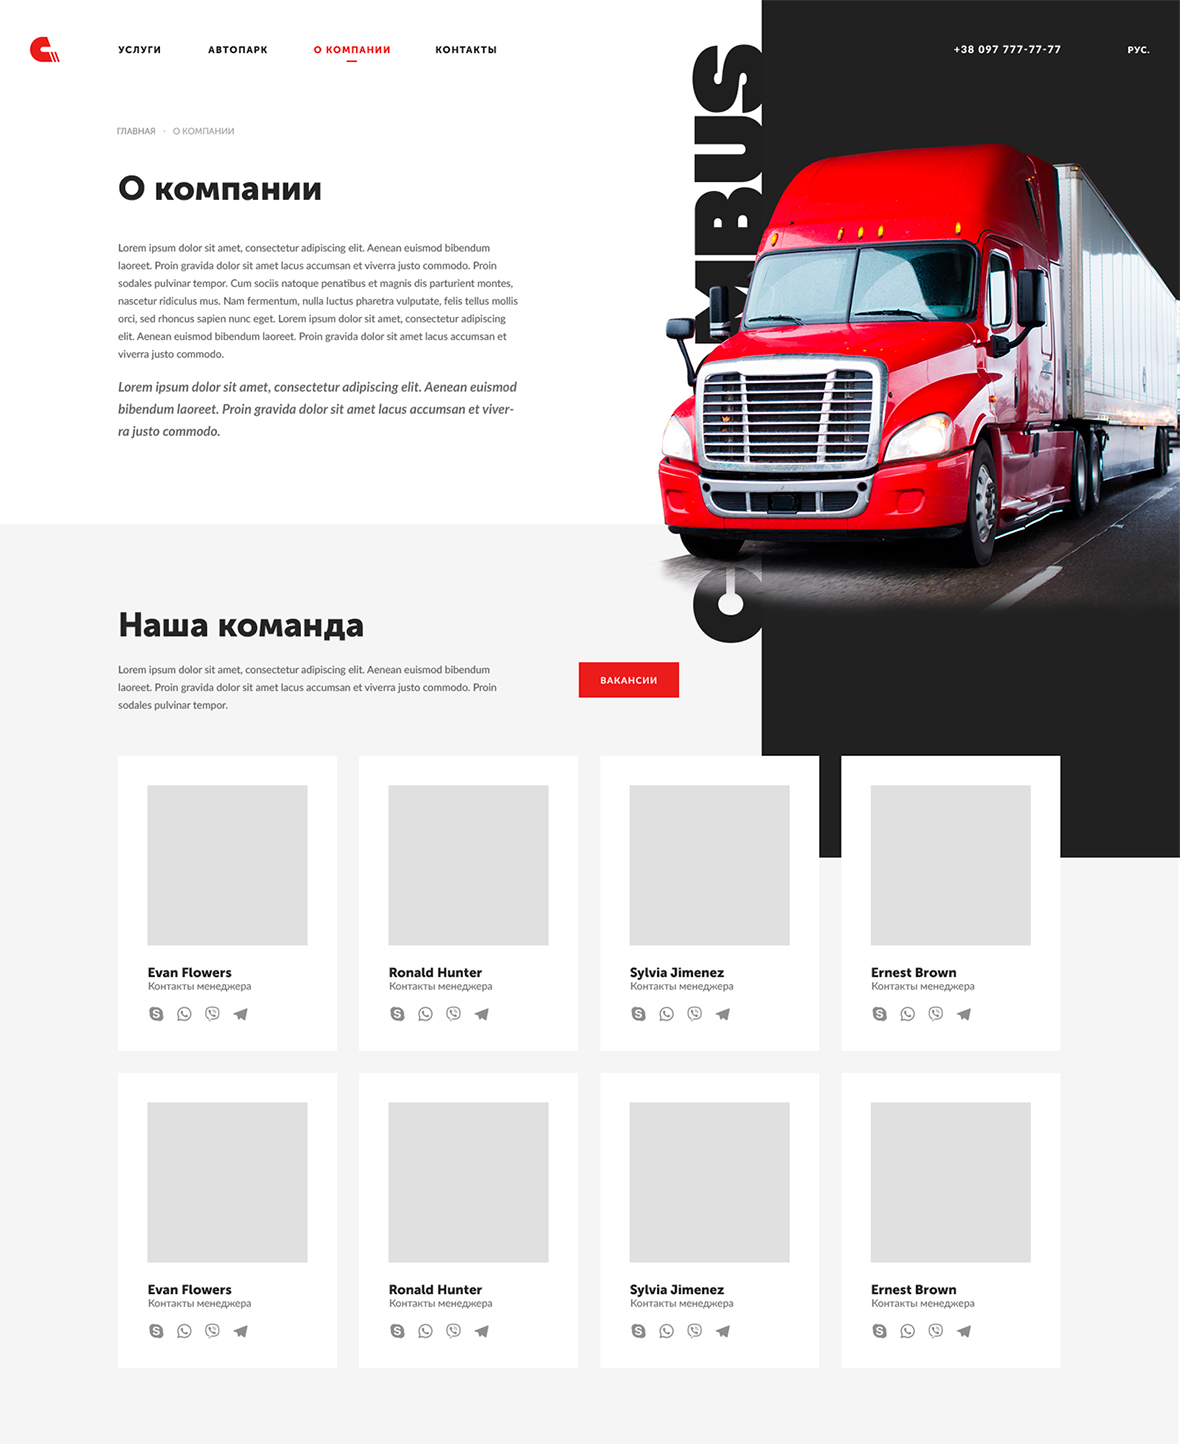 УСЛУГИ
АВТОПАРК
О КОМПАНИИ
КОНТАКТЫ
+38 097 777-77-77
РУС.
ГЛАВНАЯ · О КОМПАНИИ
О компании
Lorem ipsum dolor sit amet, consectetur adipiscing elit. Aenean euismod bibendum
laoreet. Proin gravida dolor sit amet lacus accumsan et viverra justo commodo. Proin
sodales pulvinar tempor. Cum sociis natoque penatibus et magnis dis parturient montes,
nascetur ridiculus mus. Nam fermentum, nulla luctus pharetra vulputate, felis tellus mollis
orci, sed rhoncus sapien nunc eget. Lorem ipsum dolor sit amet, consectetur adipiscing
elit. Aenean euismod bibendum laoreet. Proin gravida dolor sit amet lacus accumsan et
viverra justo commodo.
Lorem ipsum dolor sit amet, consectetur adipiscing elit. Aenean euismod
bibendum laoreet. Proin gravida dolor sit amet lacus accumsan et viver-
ra justo commodo.
Наша команда
Lorem ipsum dolor sit amet, consectetur adipiscing elit. Aenean euismod bibendum
laoreet. Proin gravida dolor sit amet lacus accumsan et viverra justo commodo. Proin
sodales pulvinar tempor.
ВАКАНСИИ
Evan Flowers
Контакты менеджера
Ronald Hunter
Контакты менеджера
Sylvia Jimenez
Контакты менеджера
Ernest Brown
Контакты менеджера
Evan Flowers
Контакты менеджера
Ronald Hunter
Контакты менеджера
Sylvia Jimenez
Контакты менеджера
Ernest Brown
Контакты менеджера